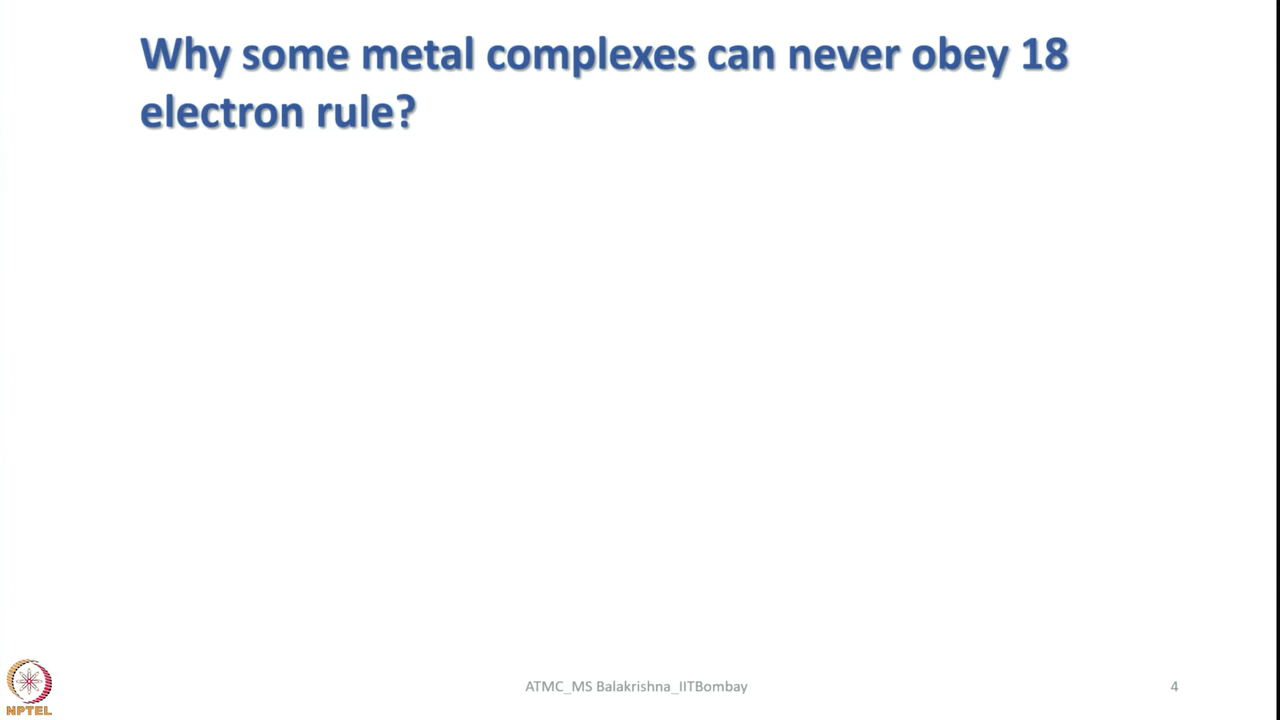 Why some metal complexes can never obey 18
electron rule?
NPTEL
ATMC_MS Balakrishna_IITBombay
4